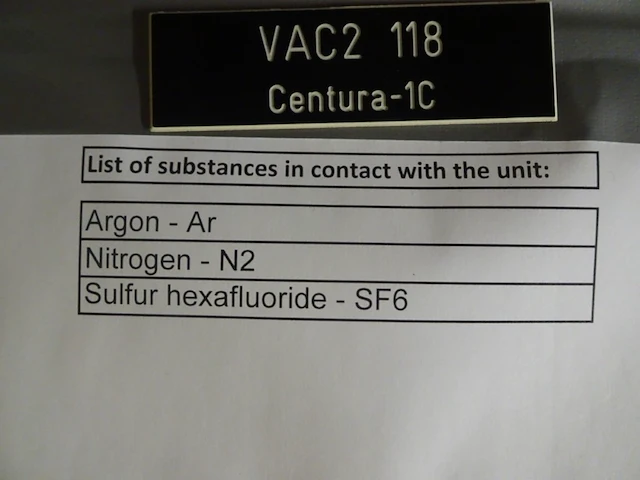 VAC2 118
Centura-1C
List of substances in contact with the unit:
Argon - Ar
Nitrogen - N2
Sulfur hexafluoride - SF6